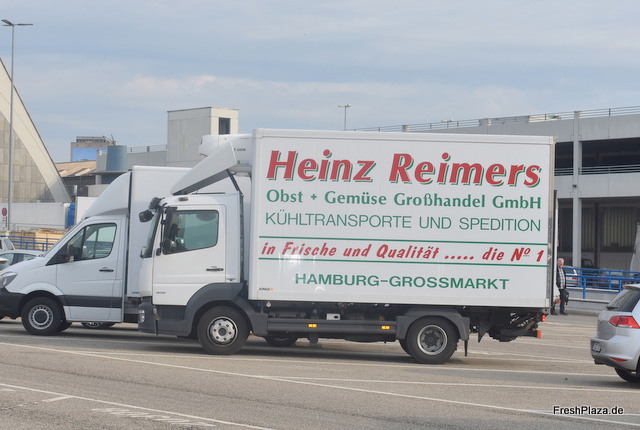 Heinz Reimers
Obst + Gemüse Großhandel GmbH
KÜHLTRANSPORTE UND SPEDITION
in Frische und Qualität ..... die Nº 1
HAMBURG-GROSSMARKT
FreshPlaza.de